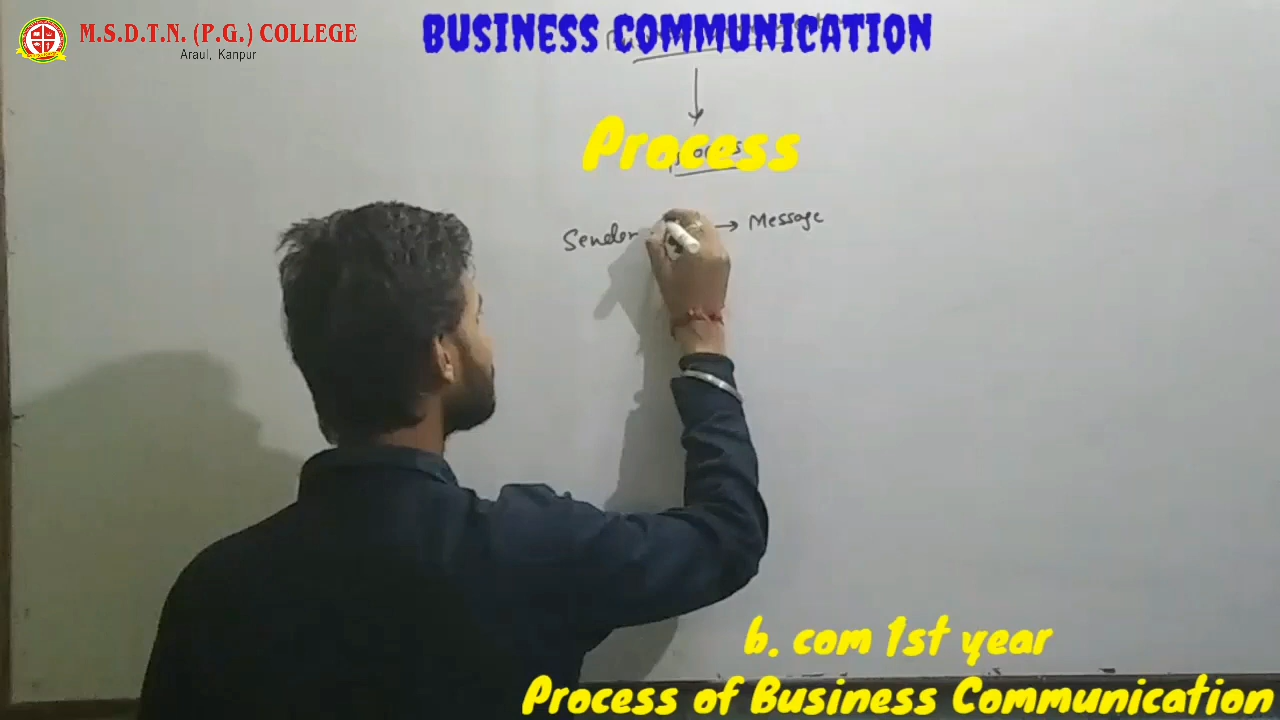 M.S.D.T.N. (P.G.) COLLEGE
Araul, Kanpur
BUSINESS COMMUNICATION
Process
Sender → Message
b. com 1st year
Process of Business Communication